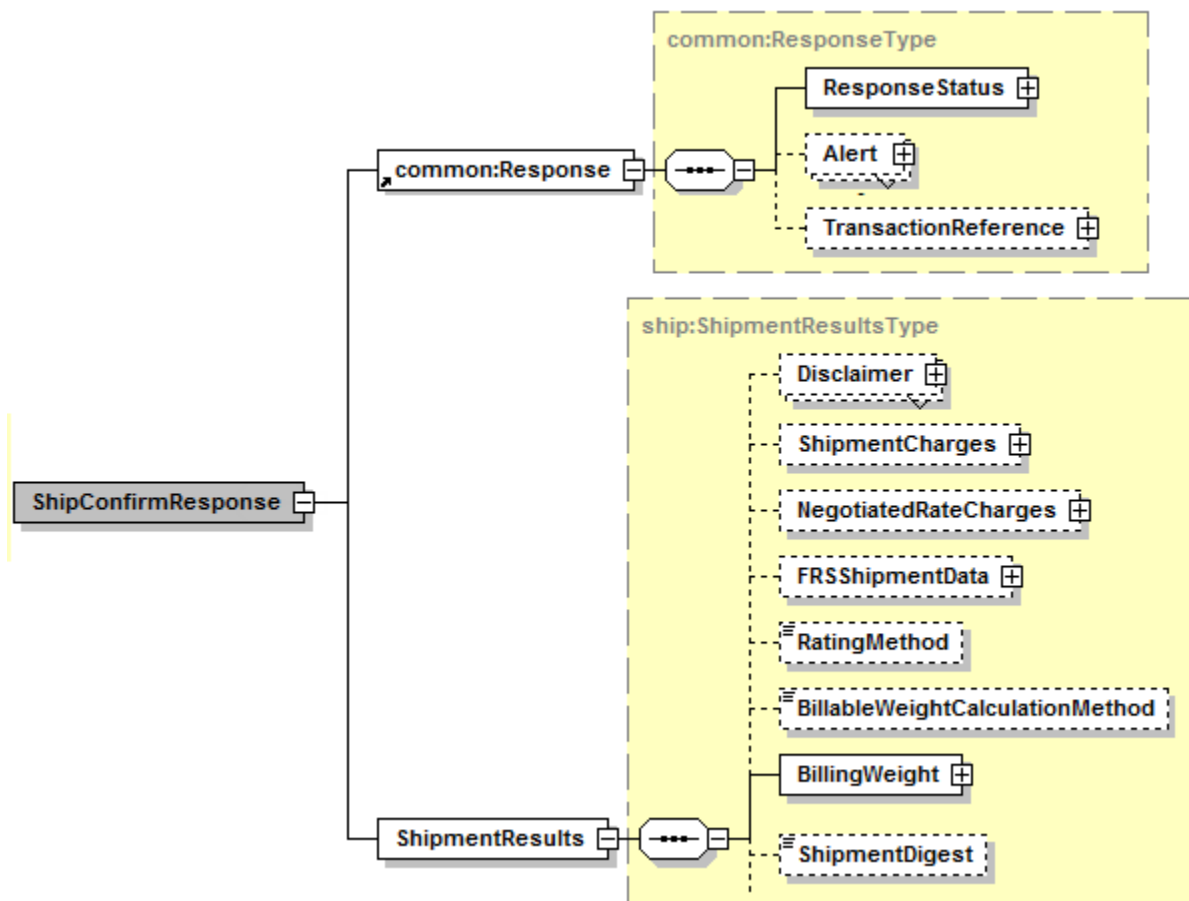 common:ResponseType
ResponseStatus
common:Response
Alert
TransactionReference
ship:ShipmentResultsType
Disclaimer
ShipmentCharges
ShipConfirmResponse
NegotiatedRateCharges
FRSShipmentData
RatingMethod
BillableWeightCalculationMethod
BillingWeight
ShipmentResults
ShipmentDigest